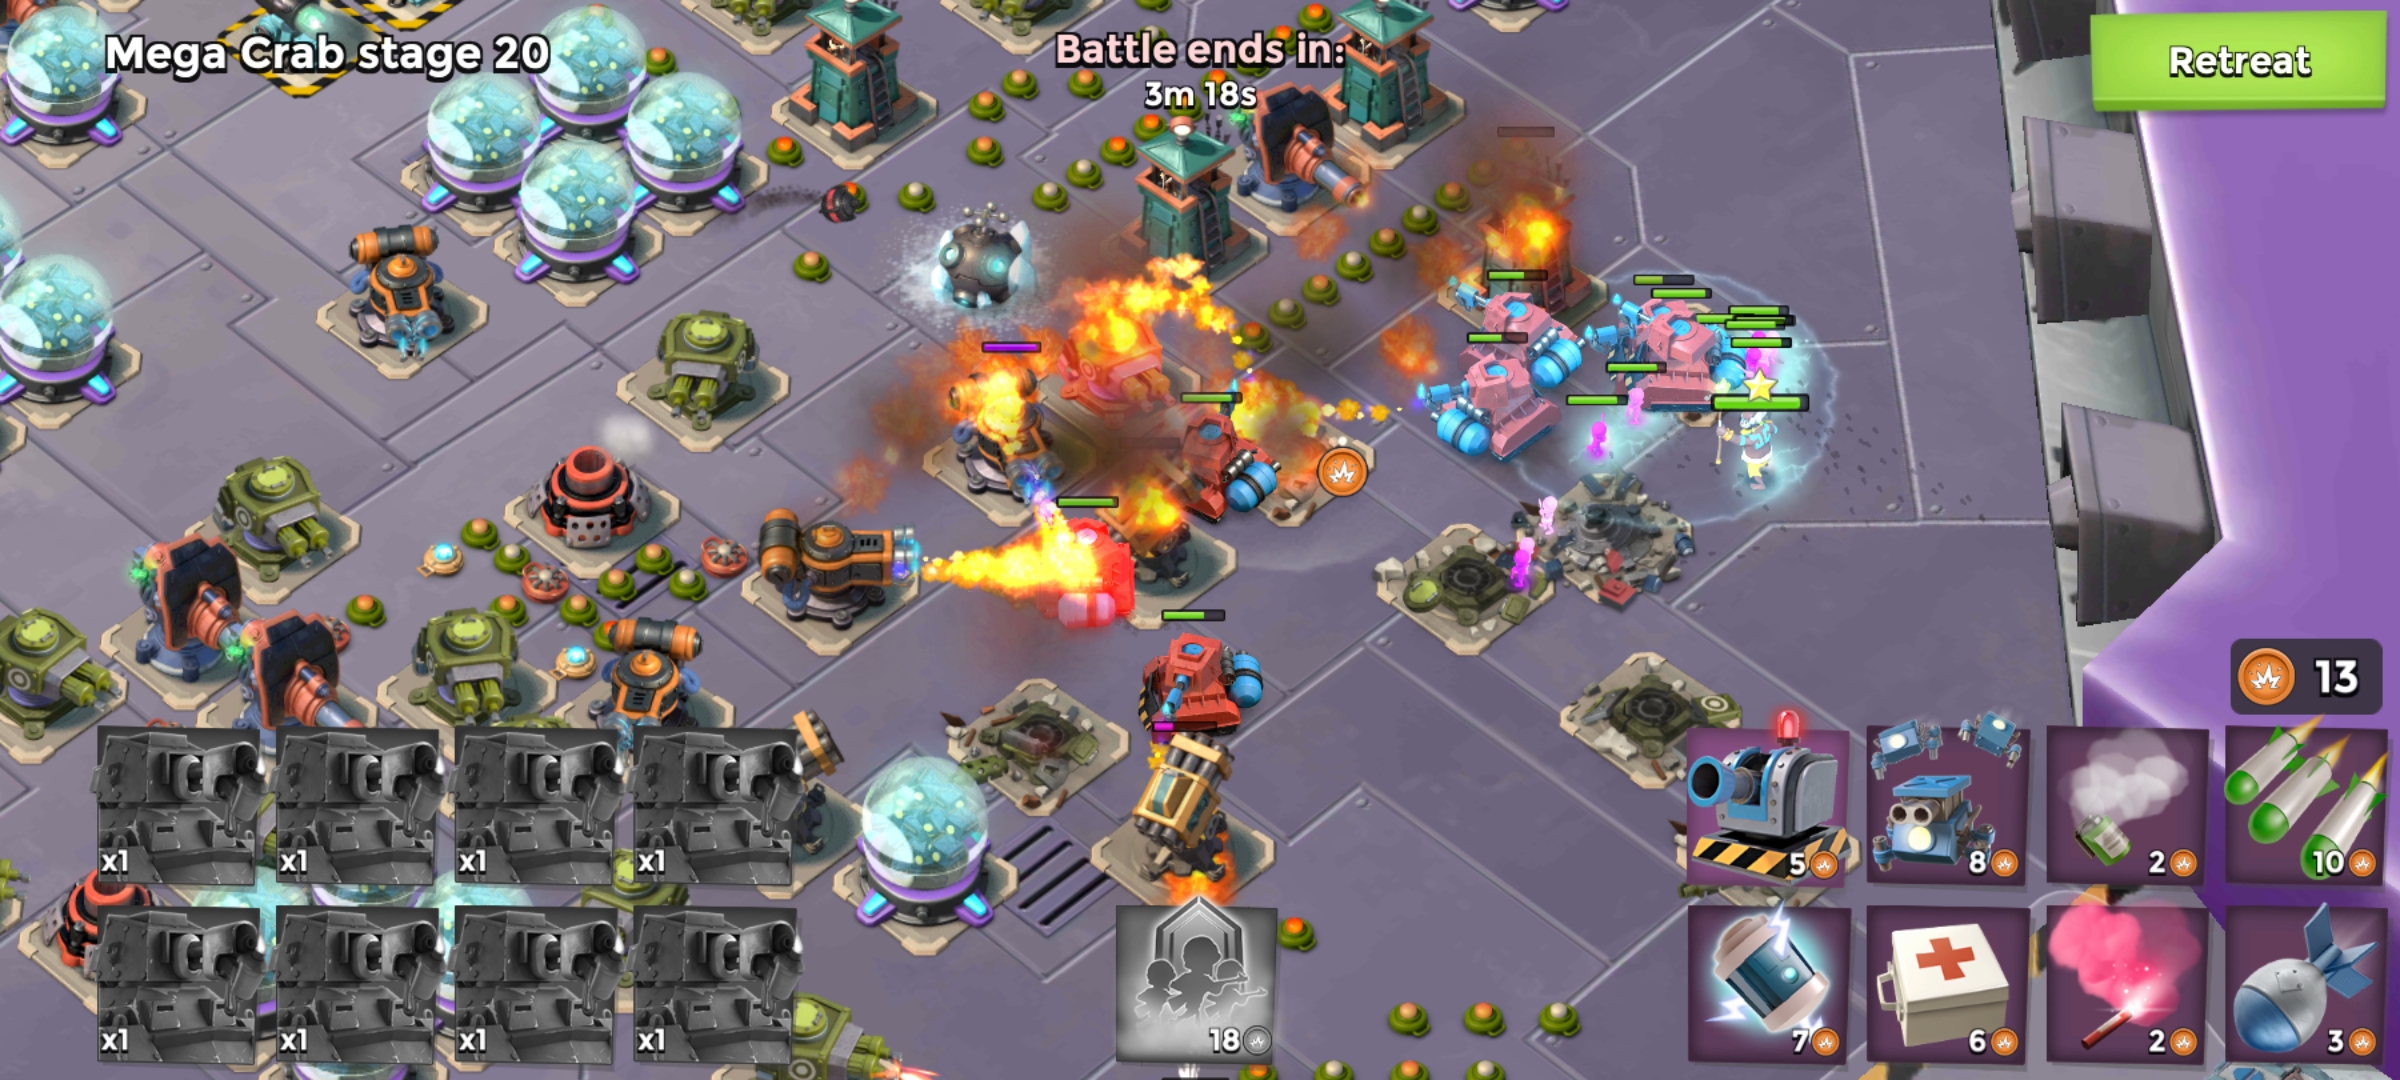 Mega Crab stage 20
Battle ends in:
3m 18s
Retreat
13
x1
x1
x1
x1
5
8
2
10
x1
x1
x1
x1
18
7
6
2
3